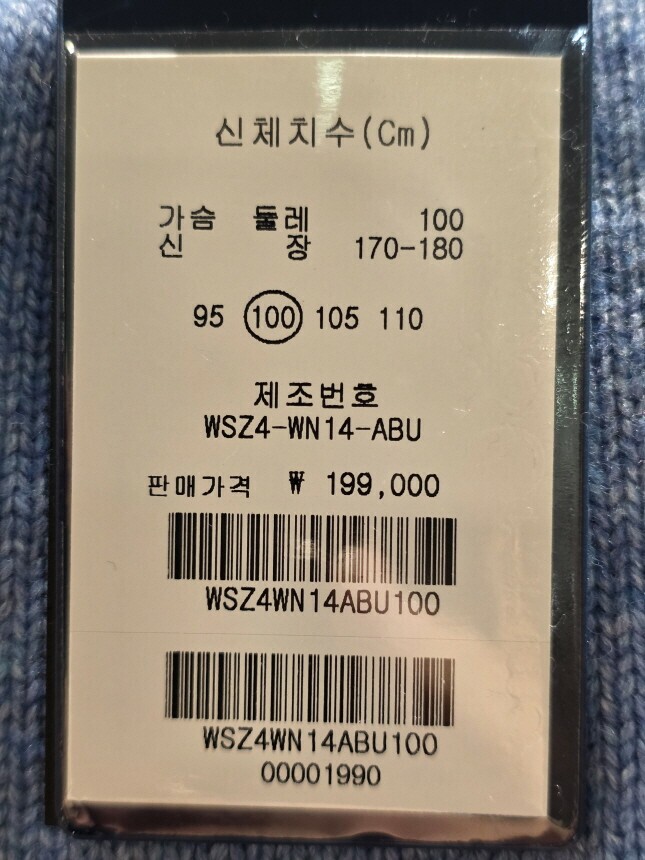 신체치수(Cm)
가슴 둘레 100
신 장 170-180
95 100 105 110
제조번호
WSZ4-WN14-ABU
판매가격 ₩ 199,000
WSZ4WN14ABU100
WSZ4WN14ABU100
00001990